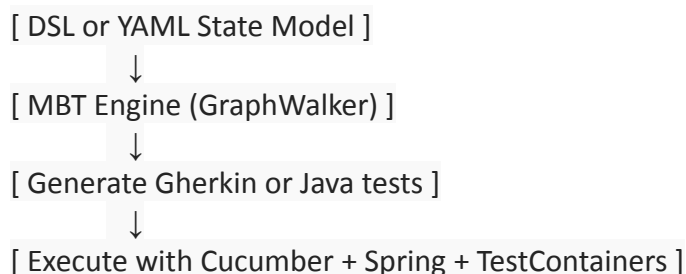 [ DSL or YAML State Model ]
↓
[ MBT Engine (GraphWalker) ]
↓
[ Generate Gherkin or Java tests ]
↓
[ Execute with Cucumber + Spring + TestContainers ]